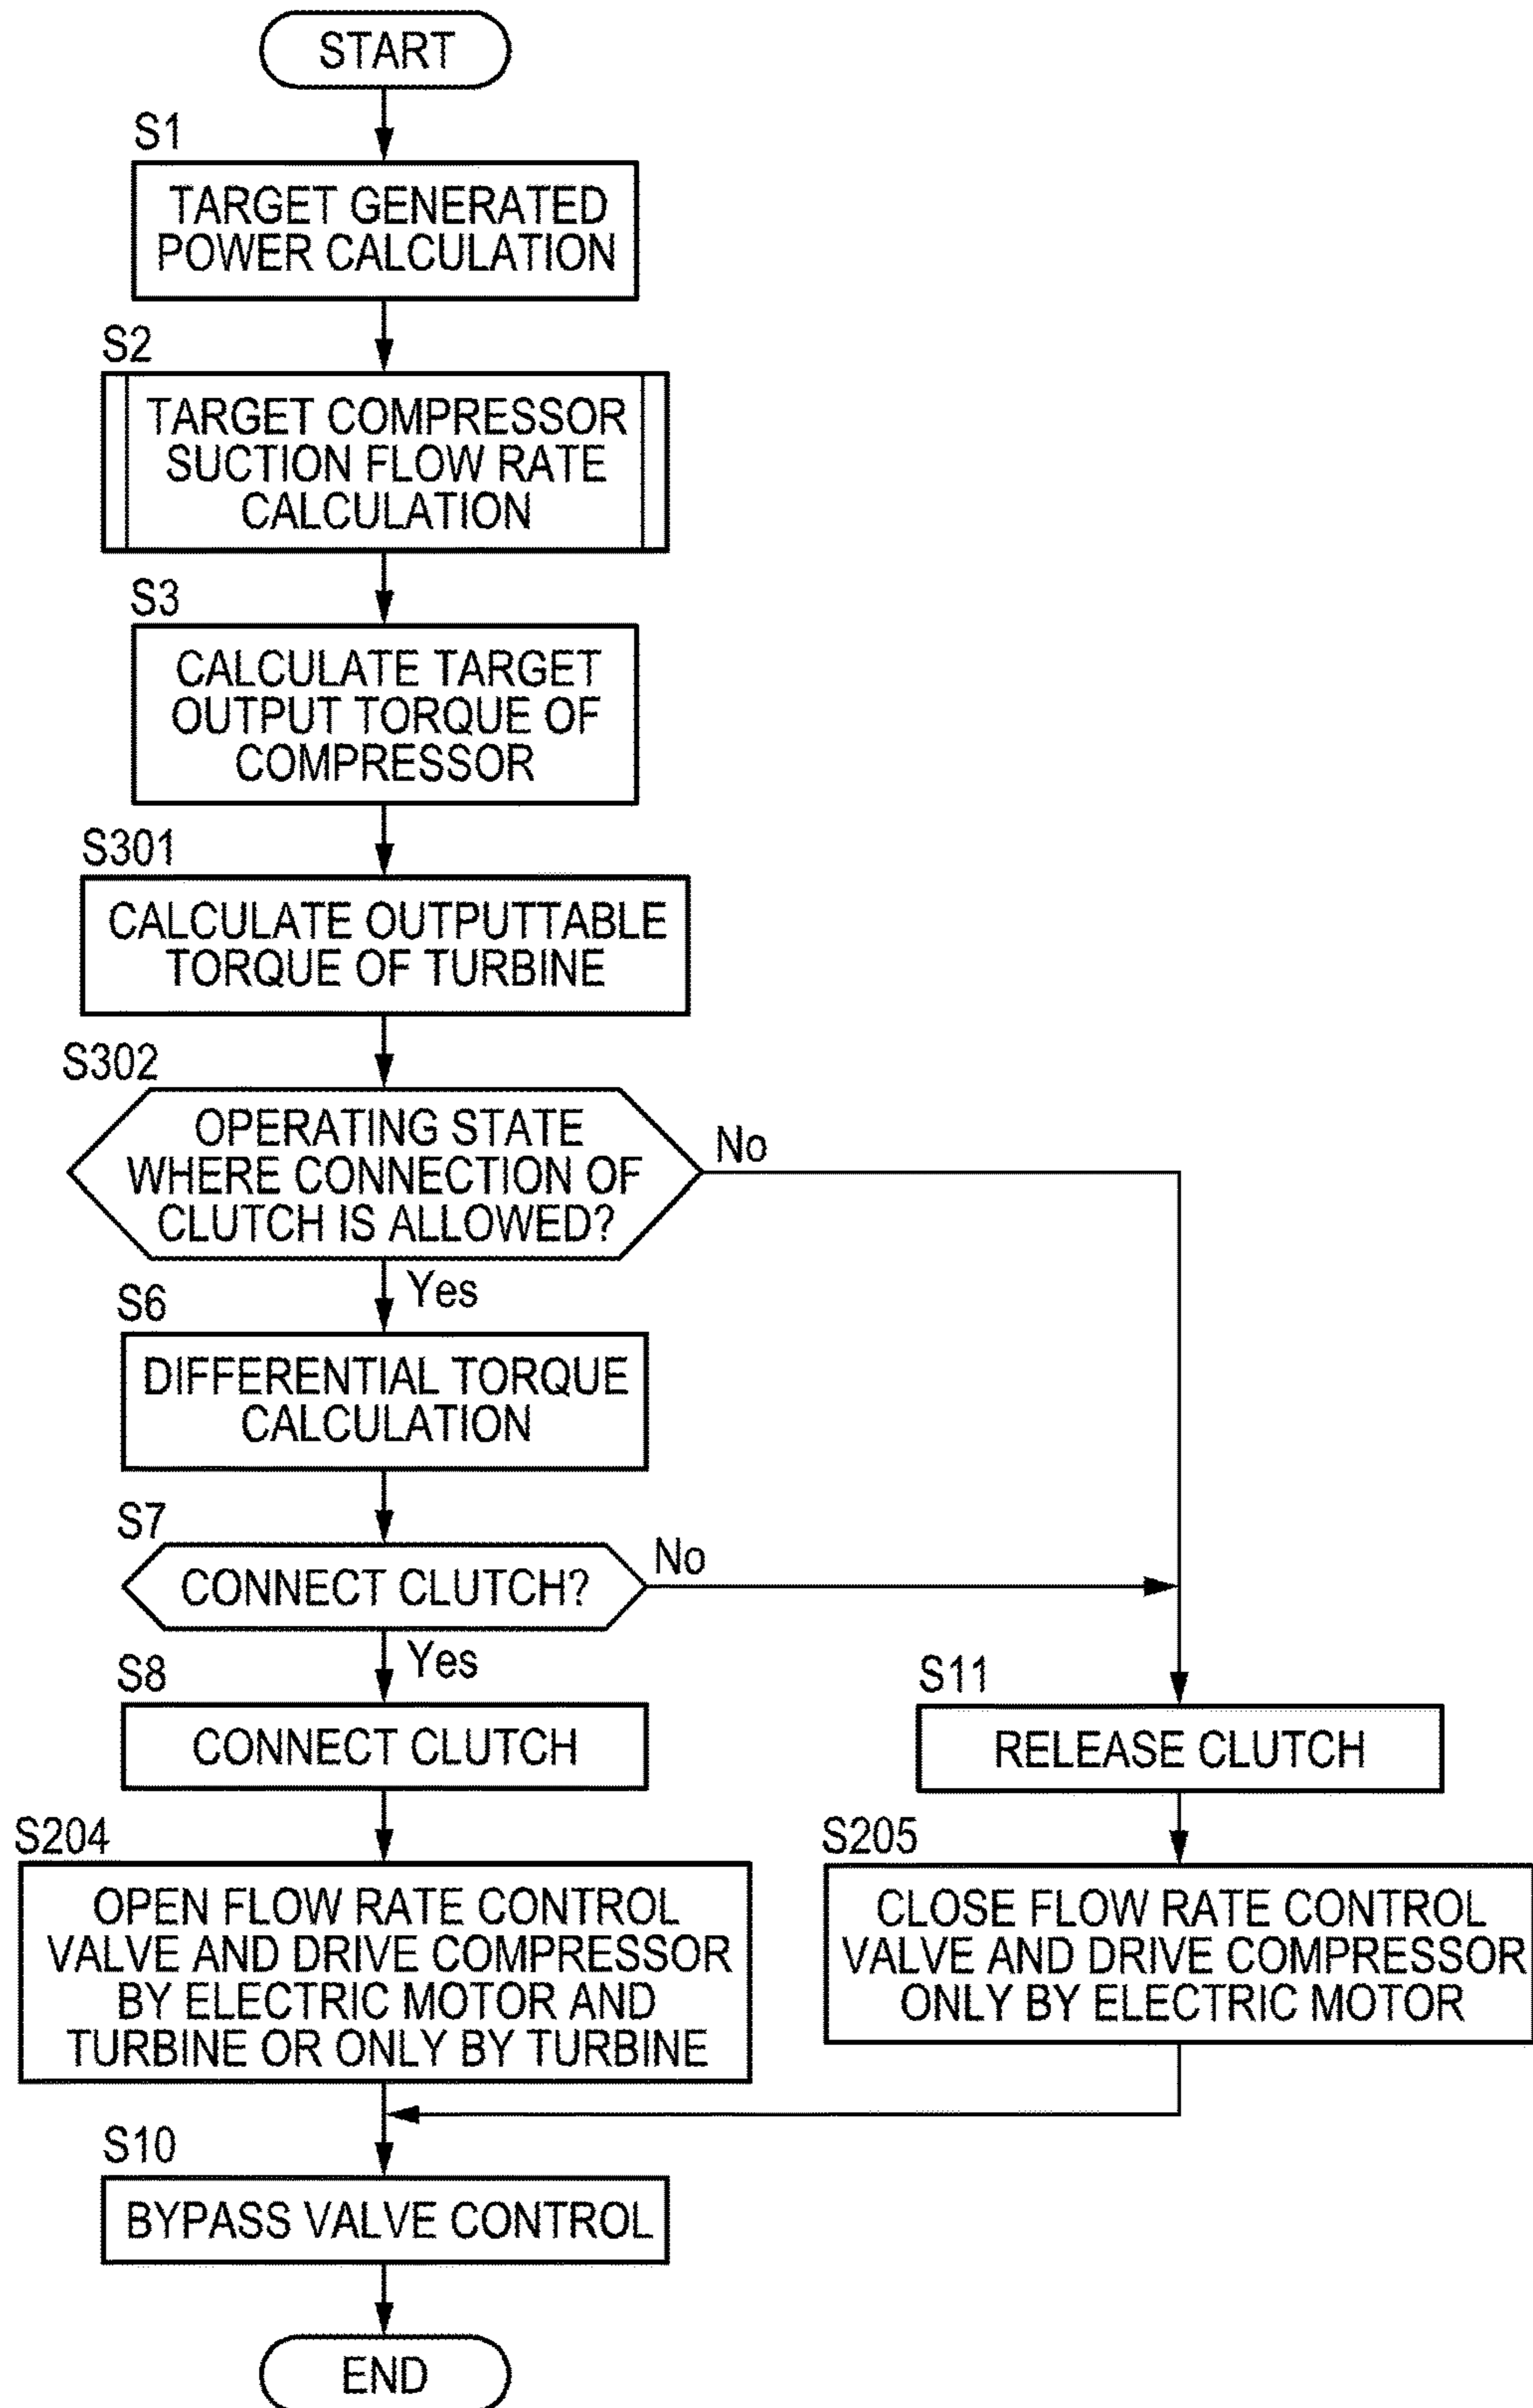 START
S1
TARGET GENERATED
POWER CALCULATION
S2
TARGET COMPRESSOR
SUCTION FLOW RATE
CALCULATION
S3
CALCULATE TARGET
OUTPUT TORQUE OF
COMPRESSOR
S301
CALCULATE OUTPUTTABLE
TORQUE OF TURBINE
S302
OPERATING STATE
WHERE CONNECTION OF
CLUTCH IS ALLOWED?
No
Yes
S6
DIFFERENTIAL TORQUE
CALCULATION
S7
CONNECT CLUTCH?
No
Yes
S8
CONNECT CLUTCH
S11
RELEASE CLUTCH
S204
OPEN FLOW RATE CONTROL
VALVE AND DRIVE COMPRESSOR
BY ELECTRIC MOTOR AND
TURBINE OR ONLY BY TURBINE
S205
CLOSE FLOW RATE CONTROL
VALVE AND DRIVE COMPRESSOR
ONLY BY ELECTRIC MOTOR
S10
BYPASS VALVE CONTROL
END